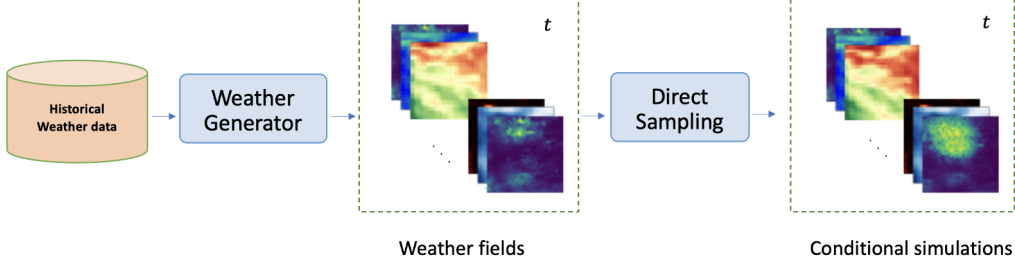 t
t
Historical
Weather data
Weather
Generator
Direct
Sampling
Weather fields
Conditional simulations